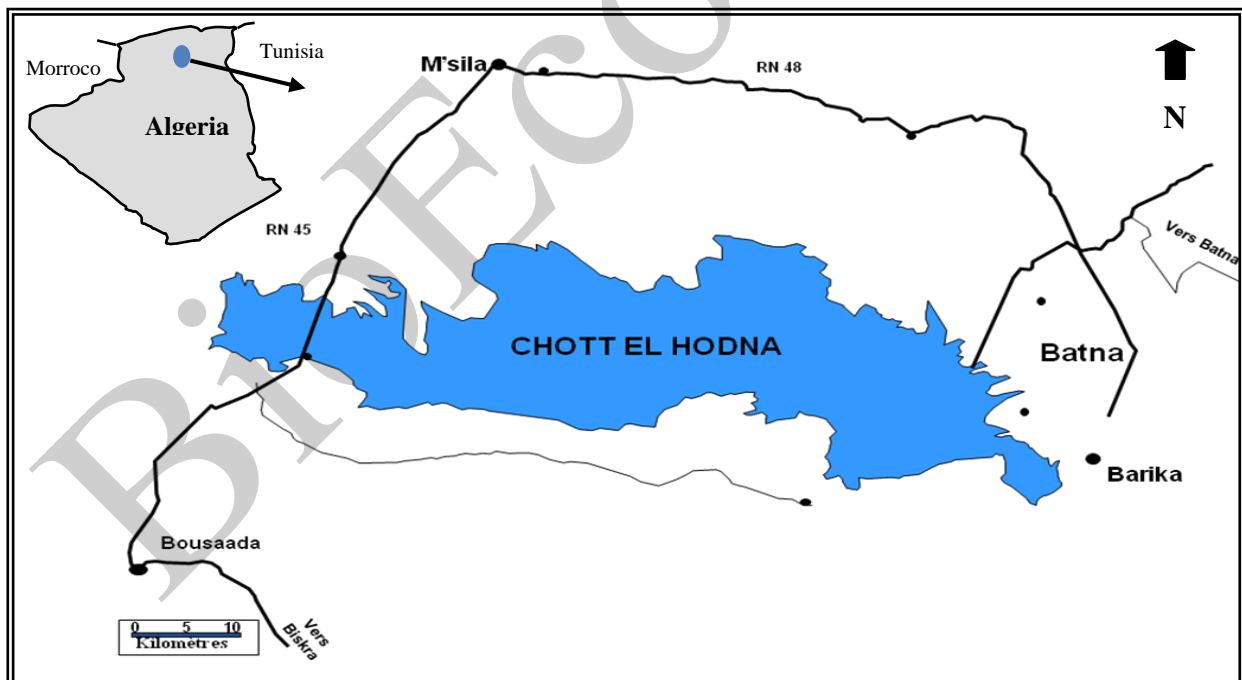 Morroco
Tunisia
Algeria
M'sila
RN 48
N
RN 45
Vers Batna
CHOTT EL HODNA
Batna
Barika
Bousaada
0 5 10
Kilomètres
Vers
Biskra
BioEco